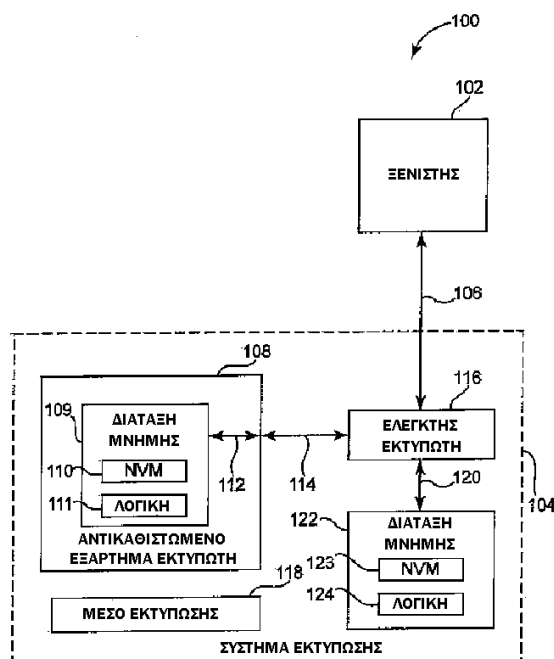 100
102
ΞΕΝΙΣΤΗΣ
106
108
116
109
ΔΙΑΤΑΞΗ
ΜΝΗΜΗΣ
ΕΛΕΓΚΤΗΣ
ΕΚΤΥΠΩΤΗ
110
NVM
112
114
120
104
111
ΛΟΓΙΚΗ
122
ΔΙΑΤΑΞΗ
ΜΝΗΜΗΣ
ΑΝΤΙΚΑΘΙΣΤΩΜΕΝΟ
ΕΞΑΡΤΗΜΑ ΕΚΤΥΠΩΤΗ
123
NVM
118
124
ΛΟΓΙΚΗ
ΜΕΣΟ ΕΚΤΥΠΩΣΗΣ
ΣΥΣΤΗΜΑ ΕΚΤΥΠΩΣΗΣ